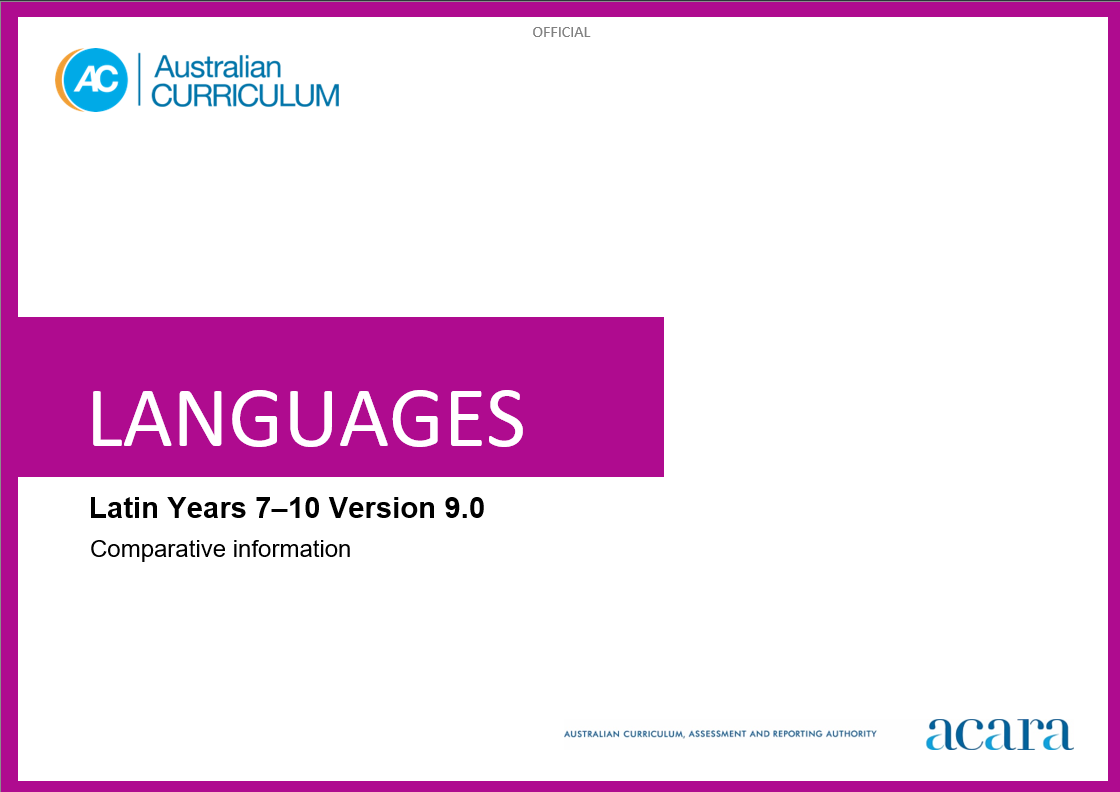 OFFICIAL
AC
Australian
CURRICULUM
LANGUAGES
Latin Years 7–10 Version 9.0
Comparative information
AUSTRALIAN CURRICULUM, ASSESSMENT AND REPORTING AUTHORITY
acara